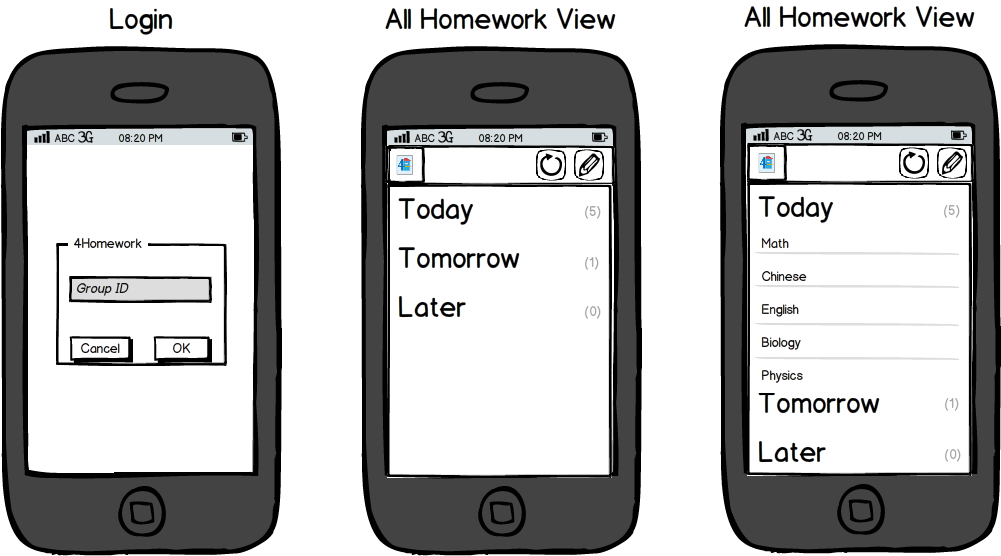 Login
ABC 3G 08:20 PM
4Homework
Group ID
Cancel OK
All Homework View
ABC 3G 08:20 PM
4
Today (5)
Tomorrow (1)
Later (0)
All Homework View
ABC 3G 08:20 PM
4
Today (5)
Math
Chinese
English
Biology
Physics
Tomorrow (1)
Later (0)